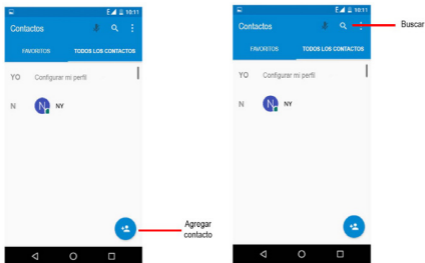 10:11
Contactos
FAVORITOS TODOS LOS CONTACTOS
YO Configurar mi perfil
N N NY
Agregar
contacto
10:11
Contactos
Buscar
FAVORITOS TODOS LOS CONTACTOS
YO Configurar mi perfil
N N NY